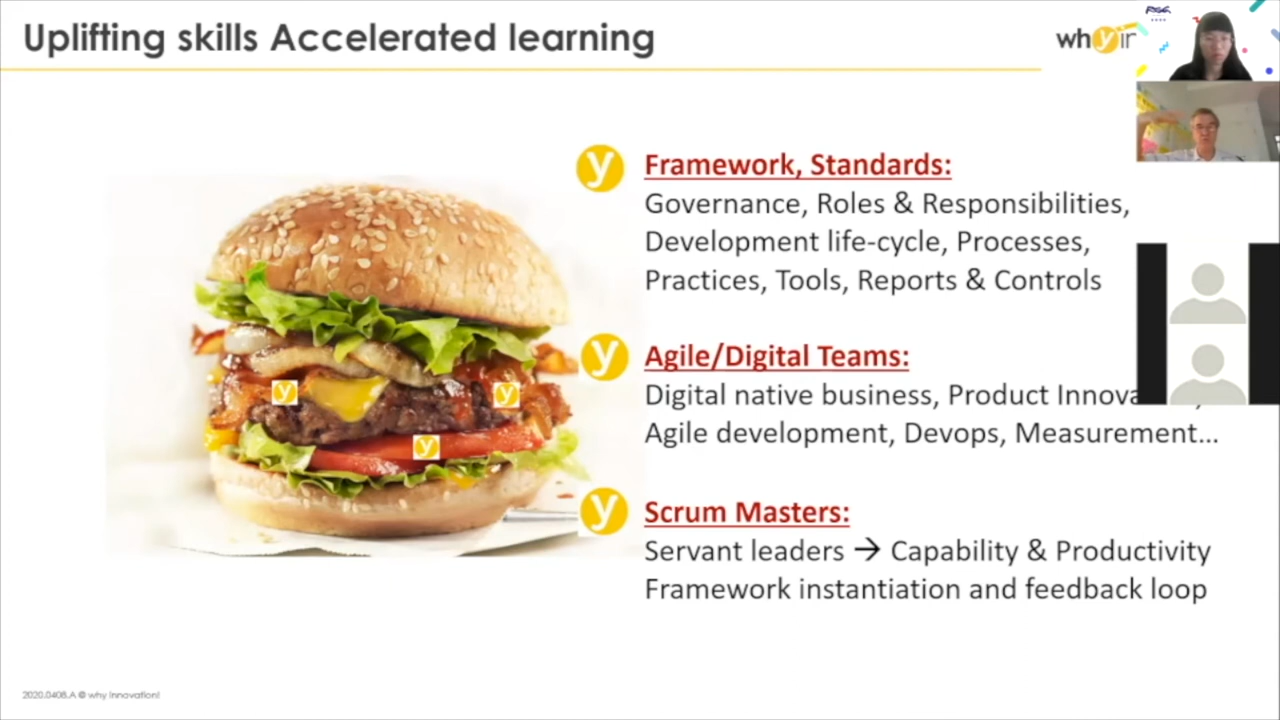 Uplifting skills Accelerated learning
why
Framework, Standards:
Governance, Roles & Responsibilities,
Development life-cycle, Processes,
Practices, Tools, Reports & Controls
Agile/Digital Teams:
Digital native business, Product Innova
Agile development, Devops, Measurement...
Scrum Masters:
Servant leaders → Capability & Productivity
Framework instantiation and feedback loop
y
y
y
y
y
y
2020.0408.A @ why innovation!